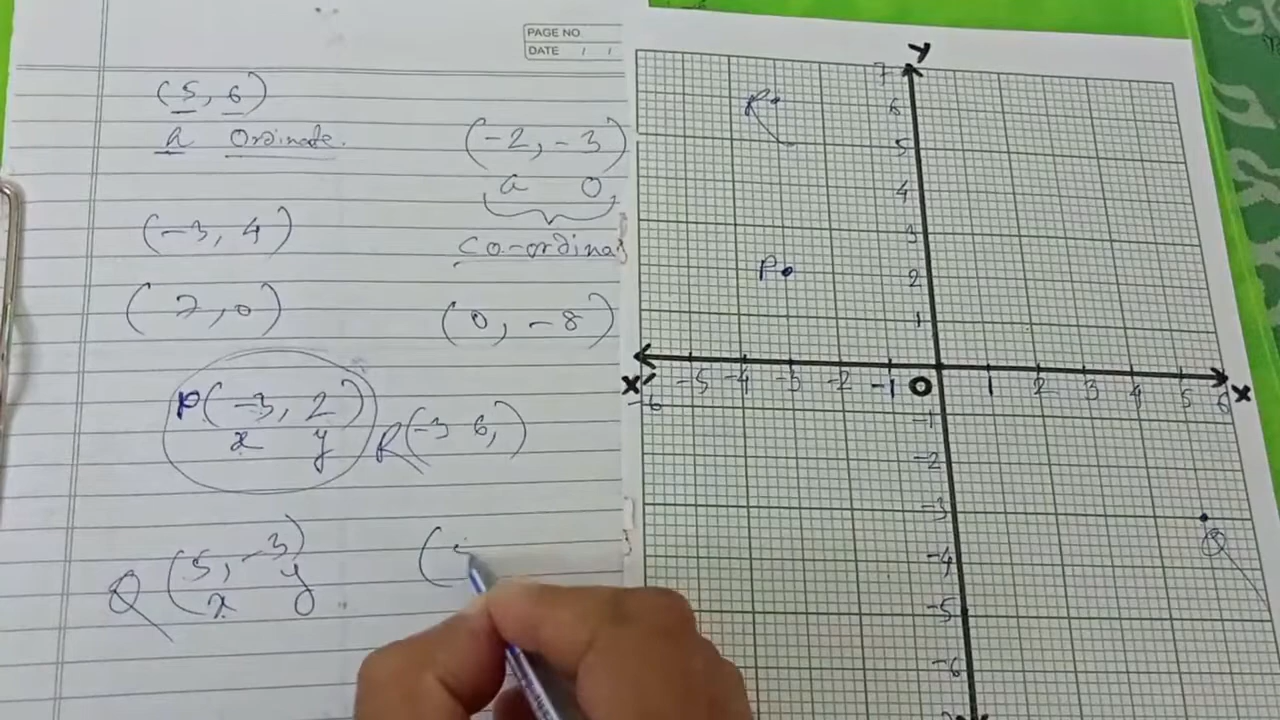 PAGE NO
DATE / /
(5, 6)
a Ordinate.
(-2, -3)
a o
Co-ordina
(-3, 4)
(7, 0)
(0, -8)
P(-3, 2)
x y
R(-3 6,)
Q(5, -3)
x y
(
Y
7
R
6
5
4
3
P
2
1
X' -6 -5 -4 -3 -2 -1 O 1 2 3 4 5 6 X
-1
-2
-3
Q
-4
-5
-6